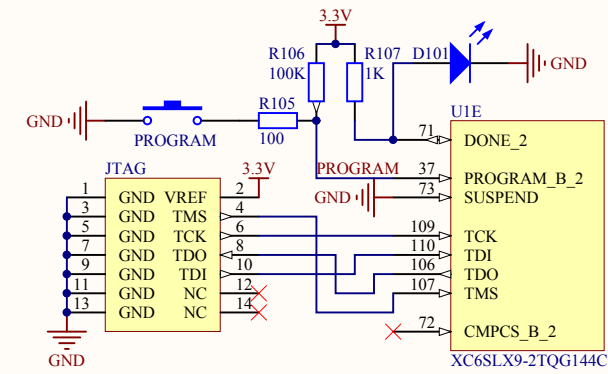 3.3V
R106 R107 D101
100K 1K GND
R105 U1E
GND
PROGRAM 100 71 DONE_2
JTAG 3.3V PROGRAM 37 PROGRAM_B_2
1 GND VREF 2 GND 73 SUSPEND
3 GND TMS 4
5 GND TCK 6 109 TCK
7 GND TDO 8 110 TDI
9 GND TDI 10 106 TDO
11 GND NC 12 107 TMS
13 GND NC 14
72 CMPCS_B_2
GND XC6SLX9-2TQG144C